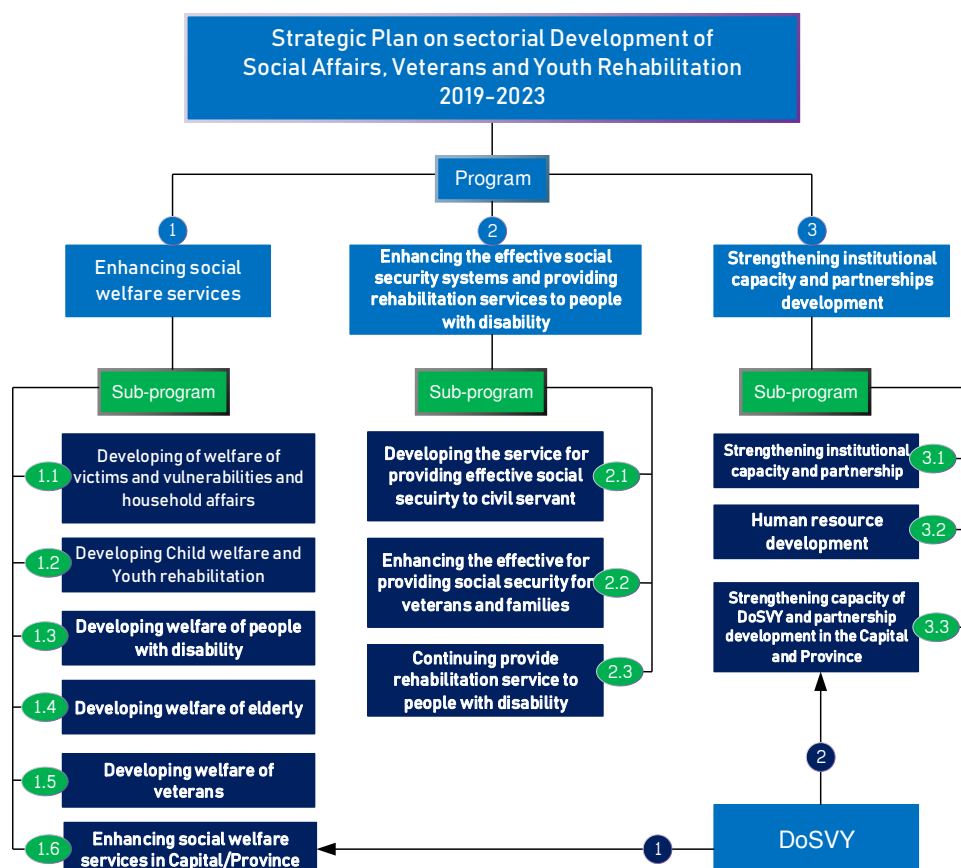 Strategic Plan on sectorial Development of
Social Affairs, Veterans and Youth Rehabilitation
2019-2023
Program
1
Enhancing social
welfare services
2
Enhancing the effective social
security systems and providing
rehabilitation services to people
with disability
3
Strengthening institutional
capacity and partnerships
development
Sub-program
1.1
Developing of welfare of
victims and vulnerabilities and
household affairs
1.2
Developing Child welfare and
Youth rehabilitation
1.3
Developing welfare of people
with disability
1.4
Developing welfare of elderly
1.5
Developing welfare of
veterans
1.6
Enhancing social welfare
services in Capital/Province
Sub-program
Developing the service for
providing effective social
secuirty to civil servant
2.1
Enhancing the effective for
providing social security for
veterans and families
2.2
Continuing provide
rehabilitation service to
people with disability
2.3
Sub-program
Strengthening institutional
capacity and partnership
3.1
Human resource
development
3.2
Strengthening capacity of
DoSVY and partnership
development in the Capital
and Province
3.3
2
1
DoSVY